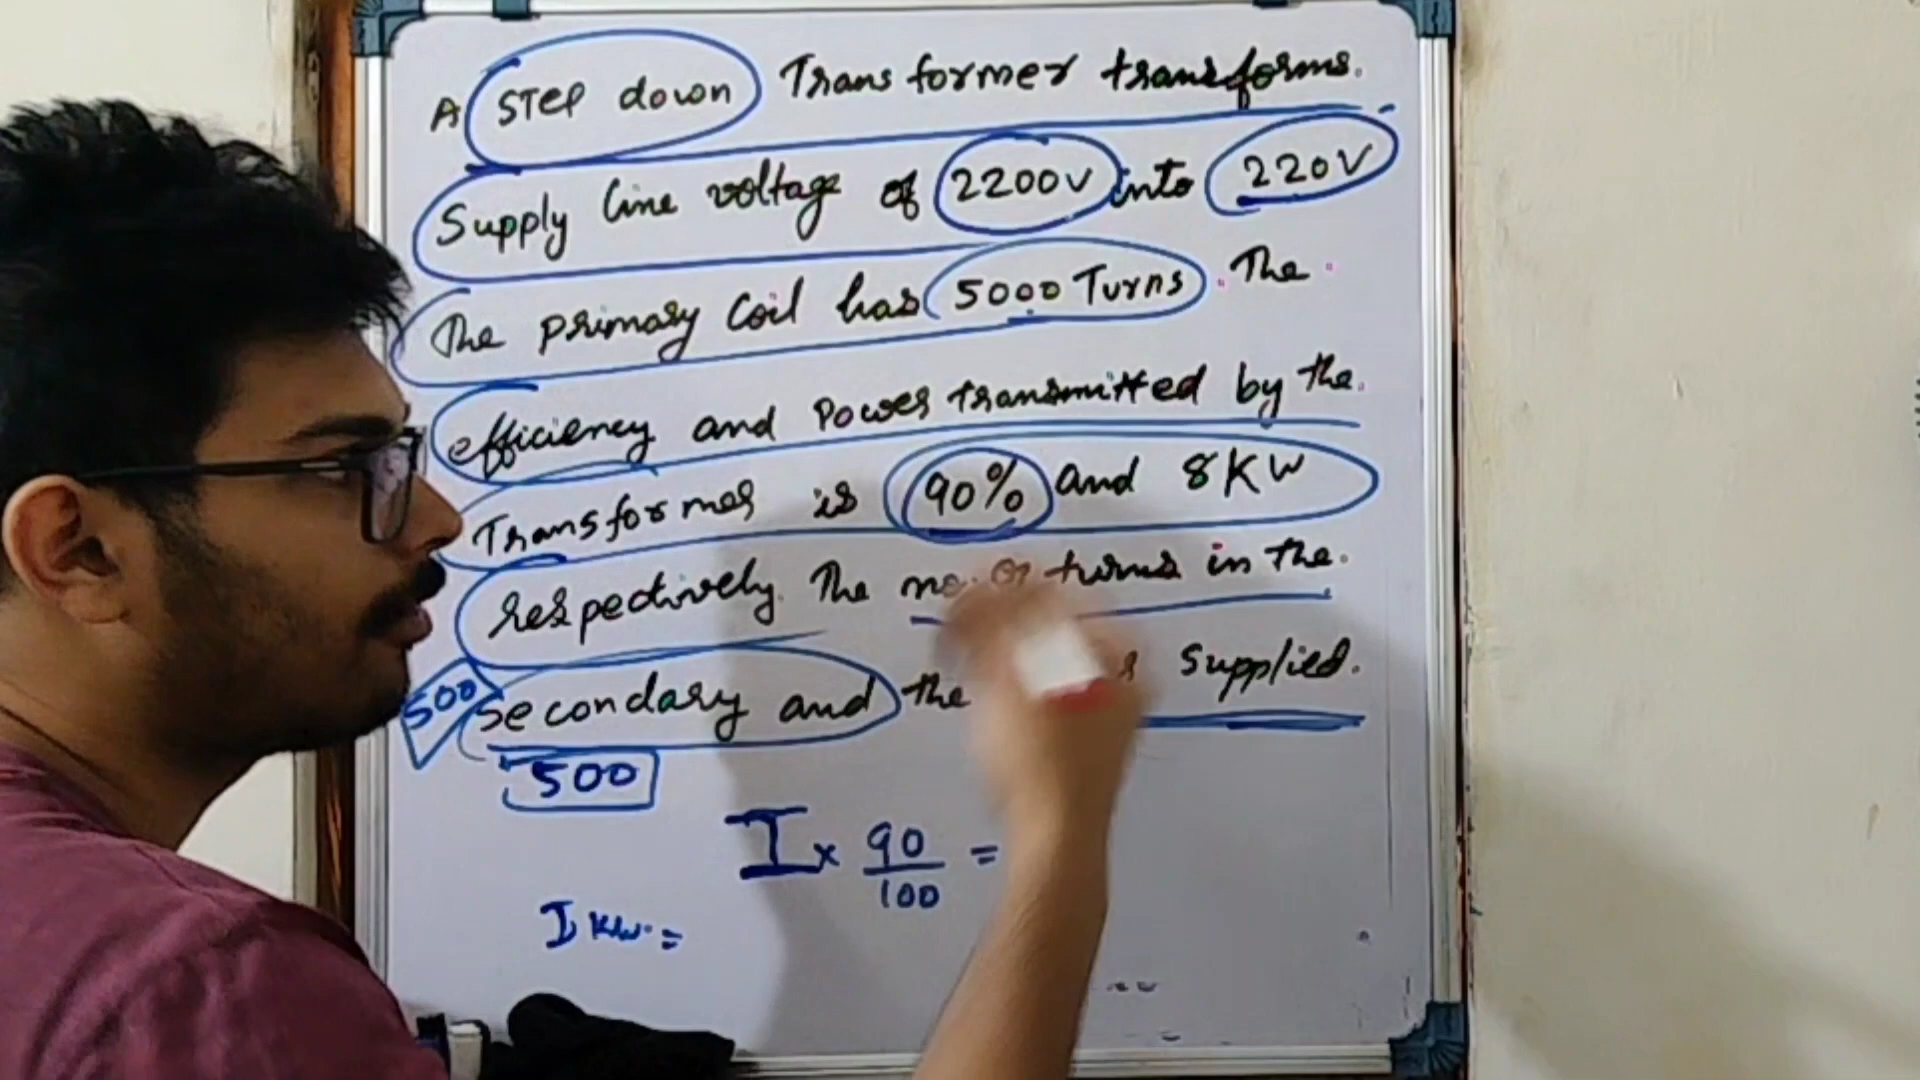 A STEP down Transformer transforms.
Supply line voltage of 2200V into 220V
The primary Coil has 5000 Turns. The
efficiency and Power transmitted by the.
Transformer is 90% and 8KW
respectively. The no. of turns in the.
500 Secondary and the supplied.
500
I x 90/100 =
I KW. =